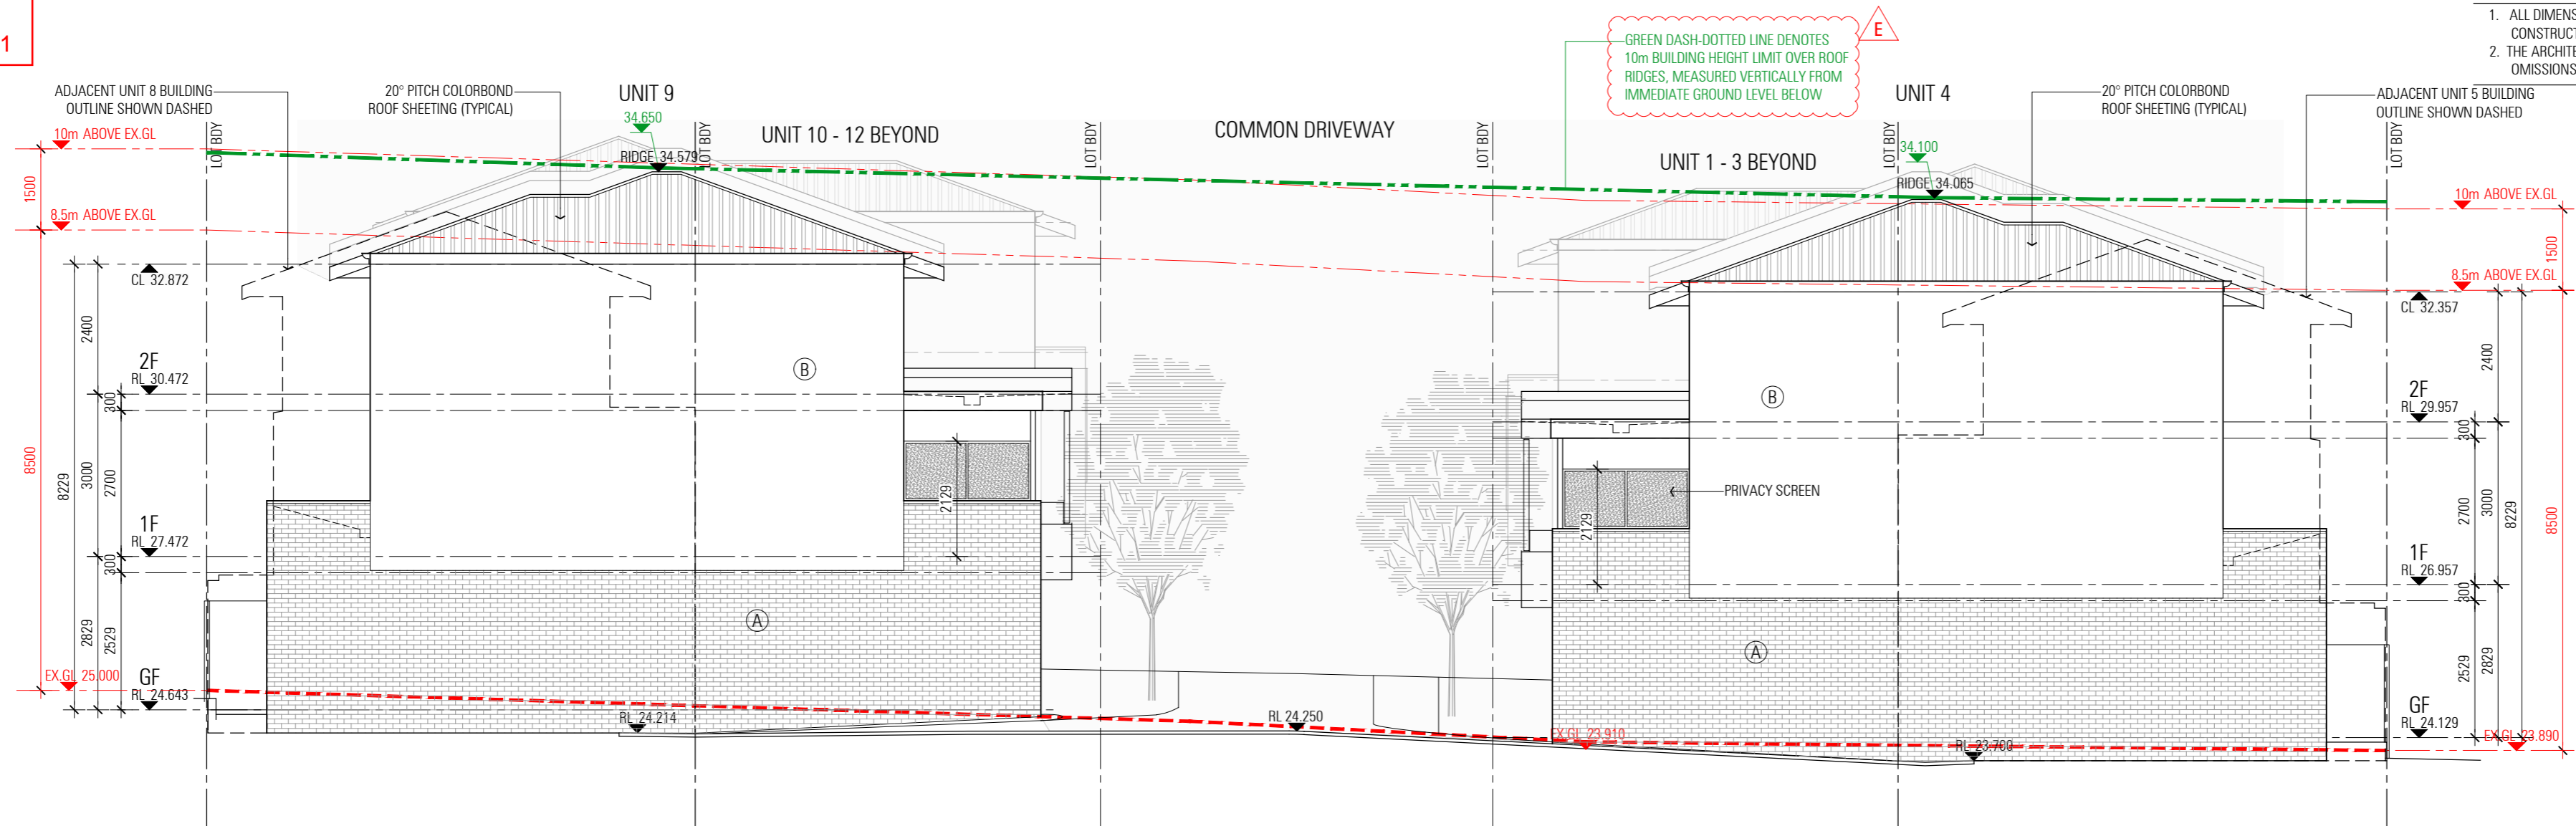 1
1. ALL DIMENS
CONSTRUCT
2. THE ARCHITE
OMISSIONS
GREEN DASH-DOTTED LINE DENOTES
10m BUILDING HEIGHT LIMIT OVER ROOF
RIDGES, MEASURED VERTICALLY FROM
IMMEDIATE GROUND LEVEL BELOW
E
ADJACENT UNIT 8 BUILDING
OUTLINE SHOWN DASHED
20° PITCH COLORBOND
ROOF SHEETING (TYPICAL)
UNIT 9
34.650
RIDGE 34.579
UNIT 10 - 12 BEYOND
COMMON DRIVEWAY
UNIT 1 - 3 BEYOND
UNIT 4
34.100
RIDGE 34.065
20° PITCH COLORBOND
ROOF SHEETING (TYPICAL)
ADJACENT UNIT 5 BUILDING
OUTLINE SHOWN DASHED
LOT BDY
LOT BDY
LOT BDY
LOT BDY
LOT BDY
LOT BDY
10m ABOVE EX.GL
1500
8.5m ABOVE EX.GL
CL 32.872
2400
2F
RL 30.472
300
8500
8229
3000
2700
1F
RL 27.472
300
2829
2529
EX.GL 25.000
GF
RL 24.643
B
2129
A
RL 24.214
RL 24.250
EX.GL 23.910
B
PRIVACY SCREEN
2129
A
RL 23.700
10m ABOVE EX.GL
1500
8.5m ABOVE EX.GL
CL 32.357
2400
2F
RL 29.957
300
2700
3000
8229
8500
1F
RL 26.957
300
2529
2829
GF
RL 24.129
EX.GL 23.890